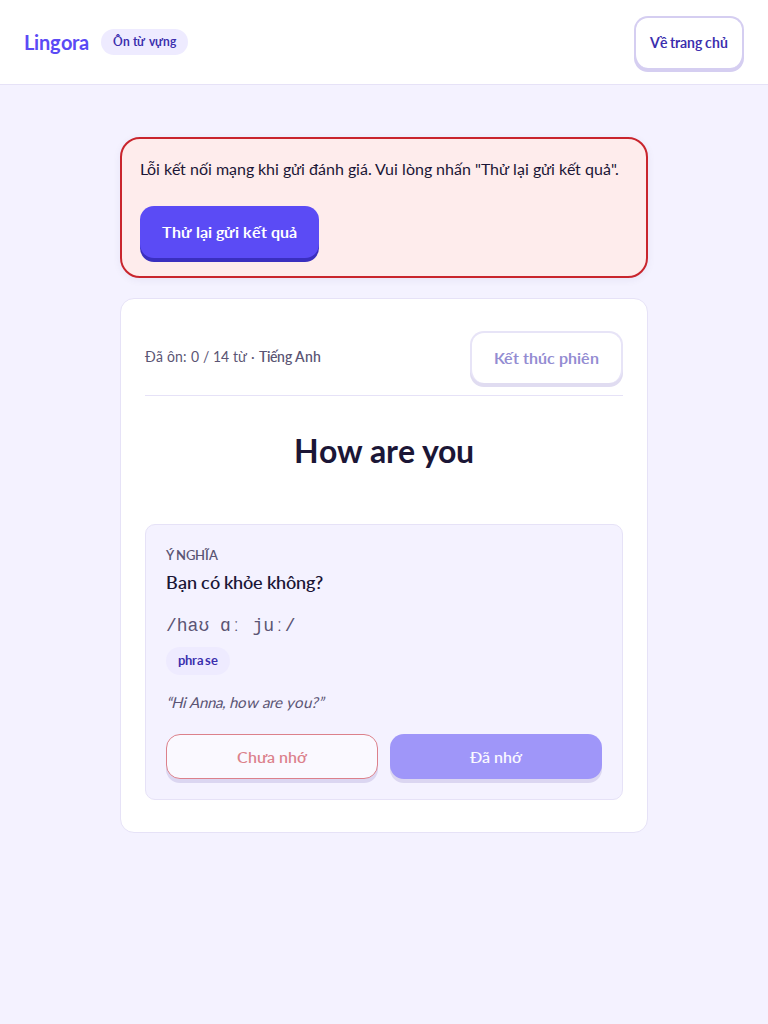 Lingora
Ôn từ vựng
Về trang chủ
Lỗi kết nối mạng khi gửi đánh giá. Vui lòng nhấn "Thử lại gửi kết quả".
Thử lại gửi kết quả
Đã ôn: 0 / 14 từ · Tiếng Anh
Kết thúc phiên
How are you
Ý NGHĨA
Bạn có khỏe không?
/haʊ ɑː juː/
phrase
“Hi Anna, how are you?”
Chưa nhớ
Đã nhớ